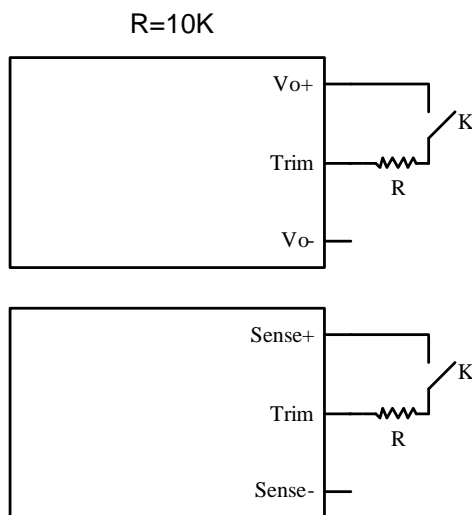 R=10K
Vo+
K
Trim
R
Vo-
Sense+
K
Trim
R
Sense-